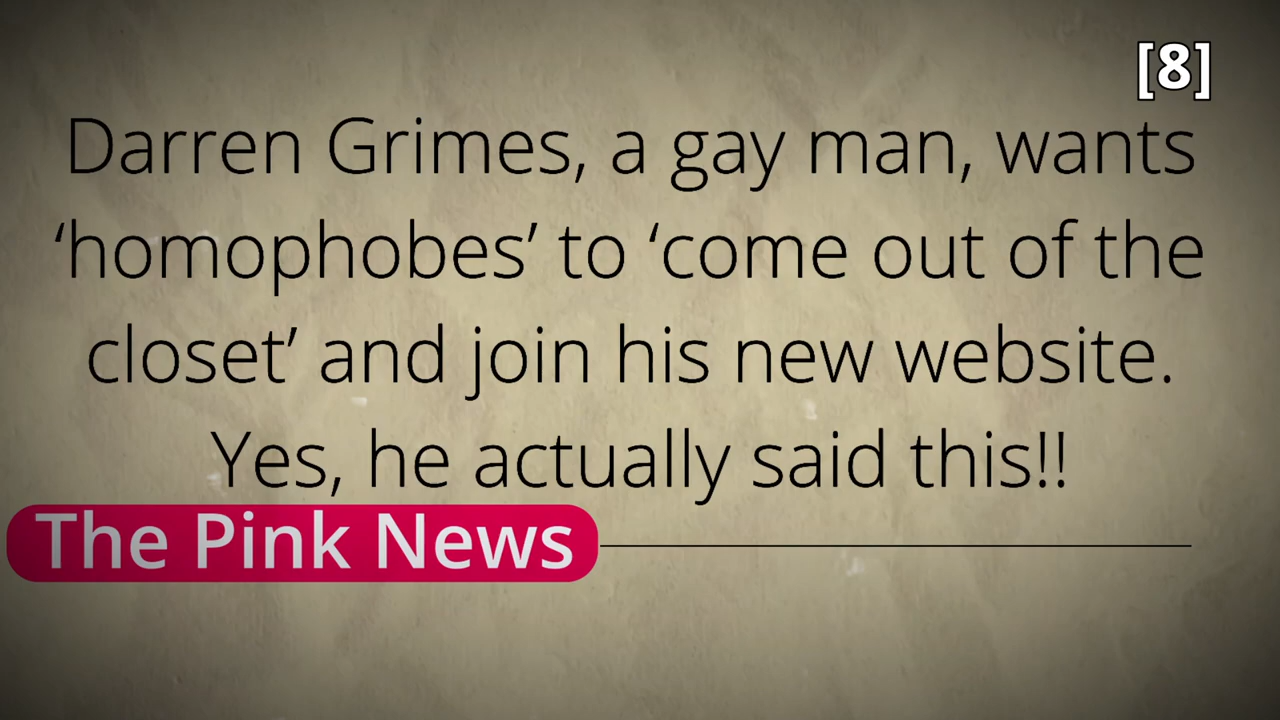 [8]
Darren Grimes, a gay man, wants
‘homophobes’ to ‘come out of the
closet’ and join his new website.
Yes, he actually said this!!
The Pink News